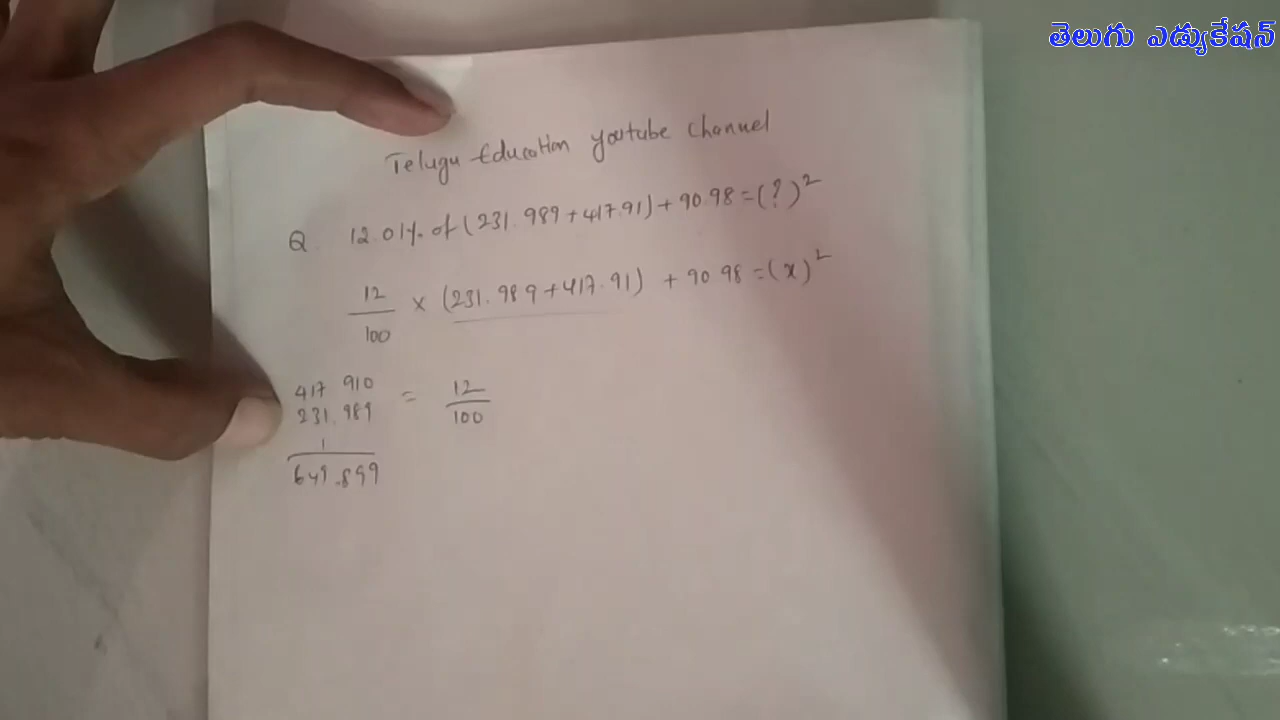 తెలుగు ఎడ్యుకేషన్
Telugu Education youtube channel
Q. 12.01% of (231.989+417.91)+90.98=(?)²
12/100 × (231.989+417.91) + 90.98=(x)²
417 910 = 12/100
231.989
1
649.899